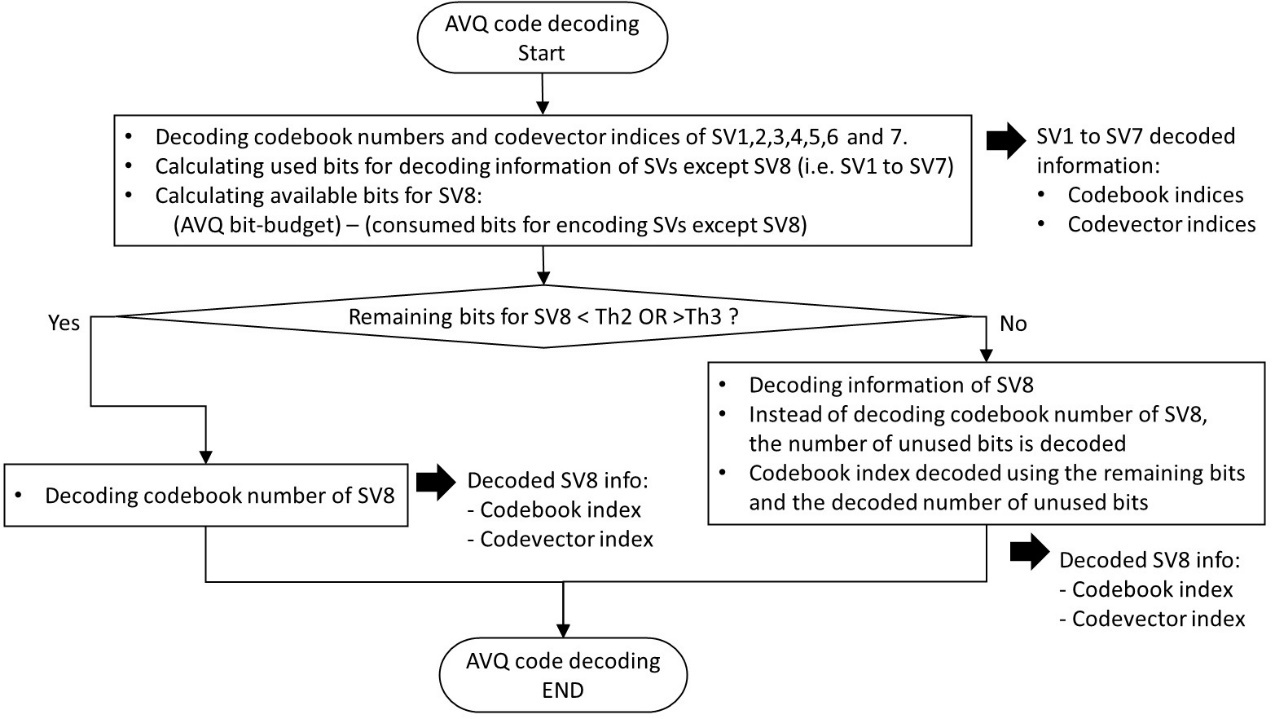 AVQ code decoding
Start
• Decoding codebook numbers and codevector indices of SV1,2,3,4,5,6 and 7.
• Calculating used bits for decoding information of SVs except SV8 (i.e. SV1 to SV7)
• Calculating available bits for SV8:
(AVQ bit-budget) – (consumed bits for encoding SVs except SV8)
SV1 to SV7 decoded
information:
• Codebook indices
• Codevector indices
Remaining bits for SV8 < Th2 OR >Th3 ?
Yes
No
• Decoding information of SV8
• Instead of decoding codebook number of SV8,
the number of unused bits is decoded
• Codebook index decoded using the remaining bits
and the decoded number of unused bits
• Decoding codebook number of SV8
Decoded SV8 info:
- Codebook index
- Codevector index
Decoded SV8 info:
- Codebook index
- Codevector index
AVQ code decoding
END